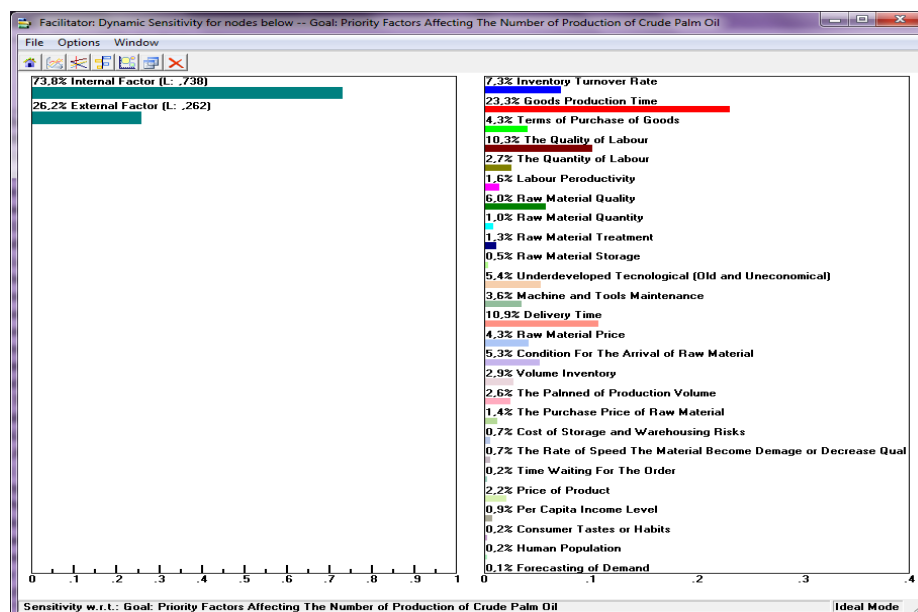 Facilitator: Dynamic Sensitivity for nodes below -- Goal: Priority Factors Affecting The Number of Production of Crude Palm Oil
File Options Window
73,8% Internal Factor (L: ,738)
26,2% External Factor (L: ,262)
0 .1 .2 .3 .4 .5 .6 .7 .8 .9 1
7,3% Inventory Turnover Rate
23,3% Goods Production Time
4,3% Terms of Purchase of Goods
10,3% The Quality of Labour
2,7% The Quantity of Labour
1,6% Labour Peroductivity
6,0% Raw Material Quality
1,0% Raw Material Quantity
1,3% Raw Material Treatment
0,5% Raw Material Storage
5,4% Underdeveloped Tecnological (Old and Uneconomical)
3,6% Machine and Tools Maintenance
10,9% Delivery Time
4,3% Raw Material Price
5,3% Condition For The Arrival of Raw Material
2,9% Volume Inventory
2,6% The Palnned of Production Volume
1,4% The Purchase Price of Raw Material
0,7% Cost of Storage and Warehousing Risks
0,7% The Rate of Speed The Material Become Demage or Decrease Qual
0,2% Time Waiting For The Order
2,2% Price of Product
0,9% Per Capita Income Level
0,2% Consumer Tastes or Habits
0,2% Human Population
0,1% Forecasting of Demand
0 .1 .2 .3 .4
Sensitivity w.r.t.: Goal: Priority Factors Affecting The Number of Production of Crude Palm Oil
Ideal Mode